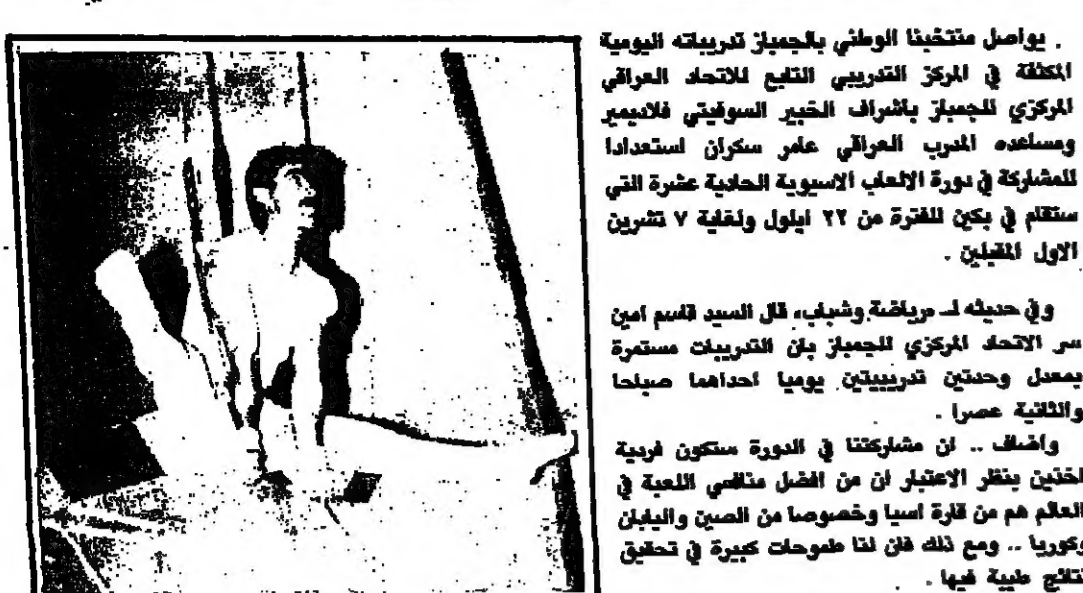 . يواصل منتخبنا الوطني بالجمباز تدريباته اليومية
المكثفة في المركز التدريبي التابع للاتحاد العراقي
المركزي للجمباز باشراف الخبير السوفيتي فلاديمير
ومساعده المدرب العراقي عامر سكران استعدادا
للمشاركة في دورة الالعاب الاسيوية الحادية عشرة التي
ستقام في بكين للفترة من ٢٢ ايلول ولغاية ٧ تشرين
الاول المقبلين .
وفي حديثه لـ «رياضة وشباب» قال السيد قاسم امين
سر الاتحاد المركزي للجمباز بان التدريبات مستمرة
بمعدل وحدتين تدريبيتين يوميا احداهما صباحا
والثانية عصرا .
واضاف .. ان مشاركتنا في الدورة ستكون فردية
اخذين بنظر الاعتبار ان من افضل منافسي اللعبة في
العالم هم من قارة اسيا وخصوصا من الصين واليابان
وكوريا .. ومع ذلك فان لنا طموحات كبيرة في تحقيق
نتائج طيبة فيها .